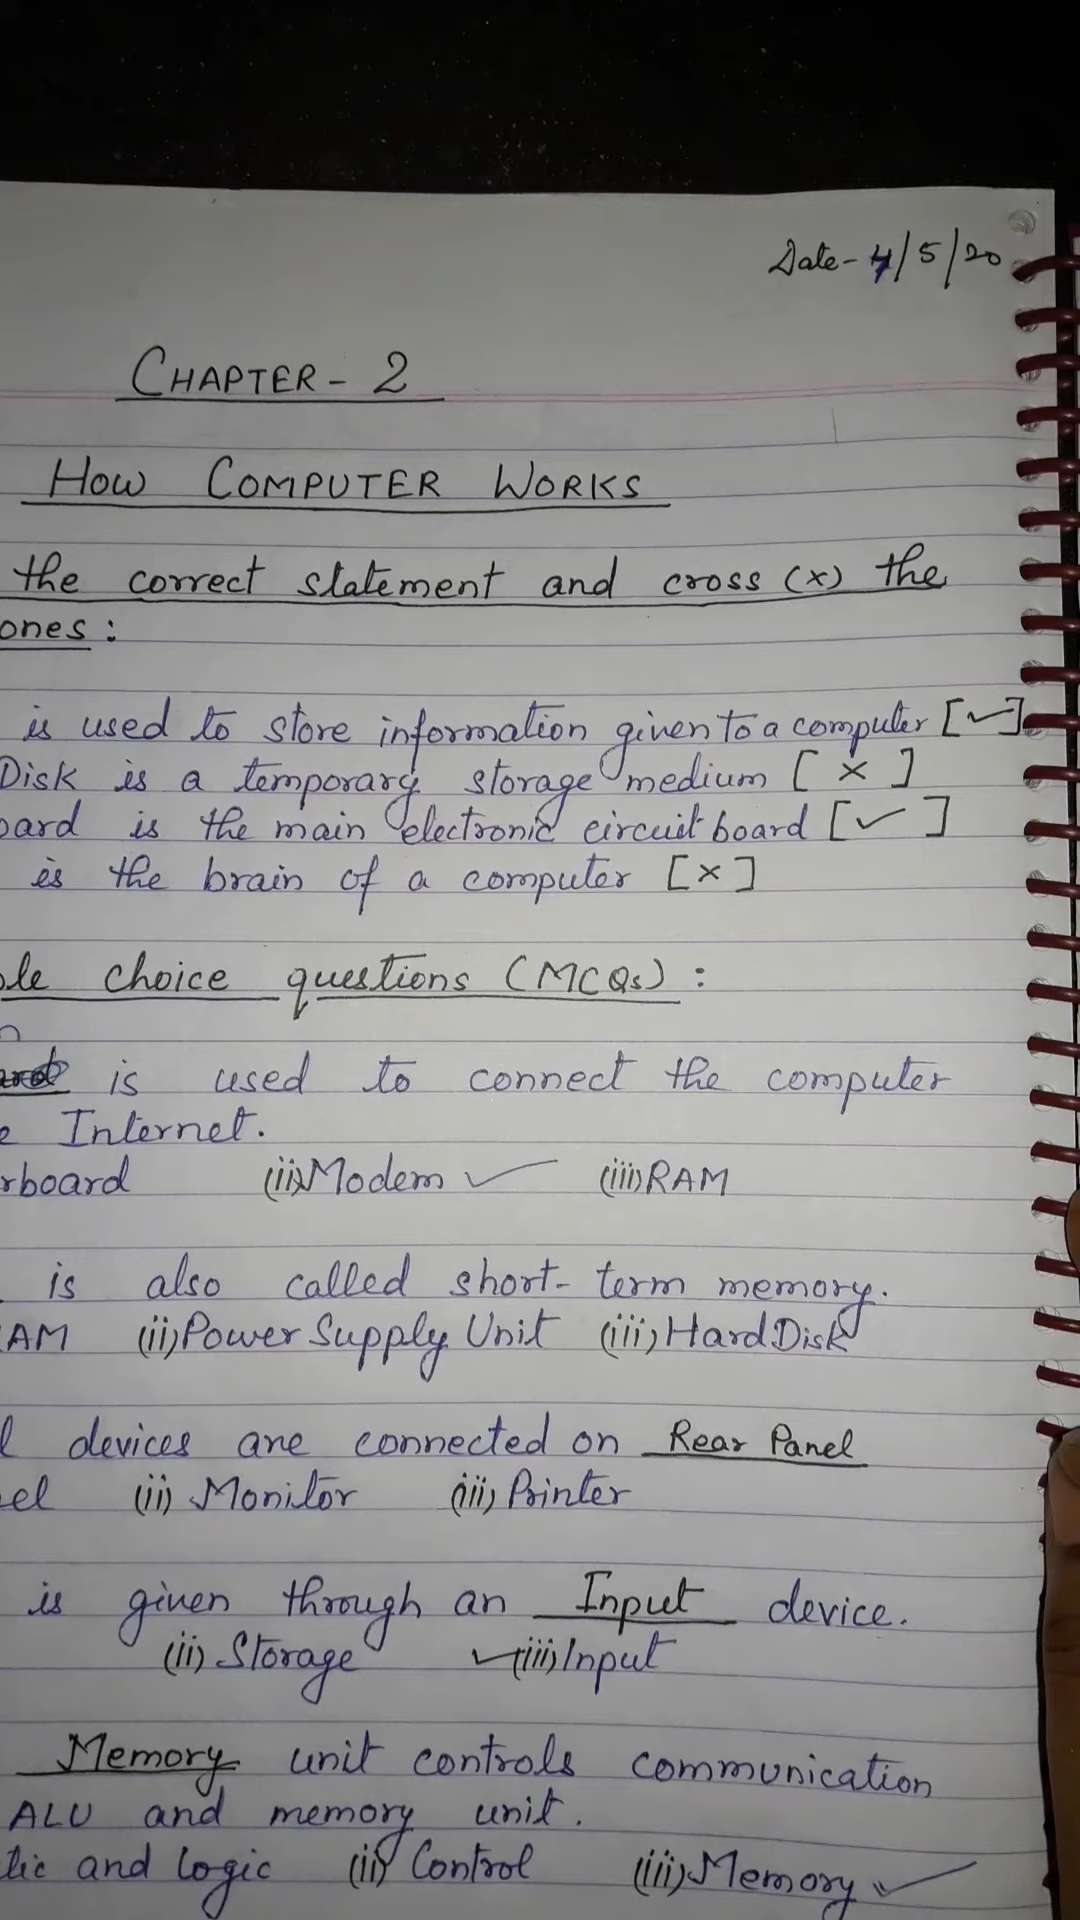 Date- 4/5/20
CHAPTER - 2
HOW COMPUTER WORKS
the correct statement and cross (x) the
ones :
is used to store information given to a computer [✓]
Disk is a temporary storage medium [ x ]
oard is the main electronic circuit board [✓]
is the brain of a computer [x]
le choice questions (MCQs) :
is used to connect the computer
e Internet.
rboard (ii) Modem ✓ (iii) RAM
is also called short-term memory.
AM (ii) Power Supply Unit (iii) Hard Disk
l devices are connected on Rear Panel
el (ii) Monitor (iii) Printer
is given through an Input device.
(ii) Storage ✓(iii) Input
Memory unit controls communication
ALU and memory unit.
tic and logic (ii) Control (iii) Memory ✓